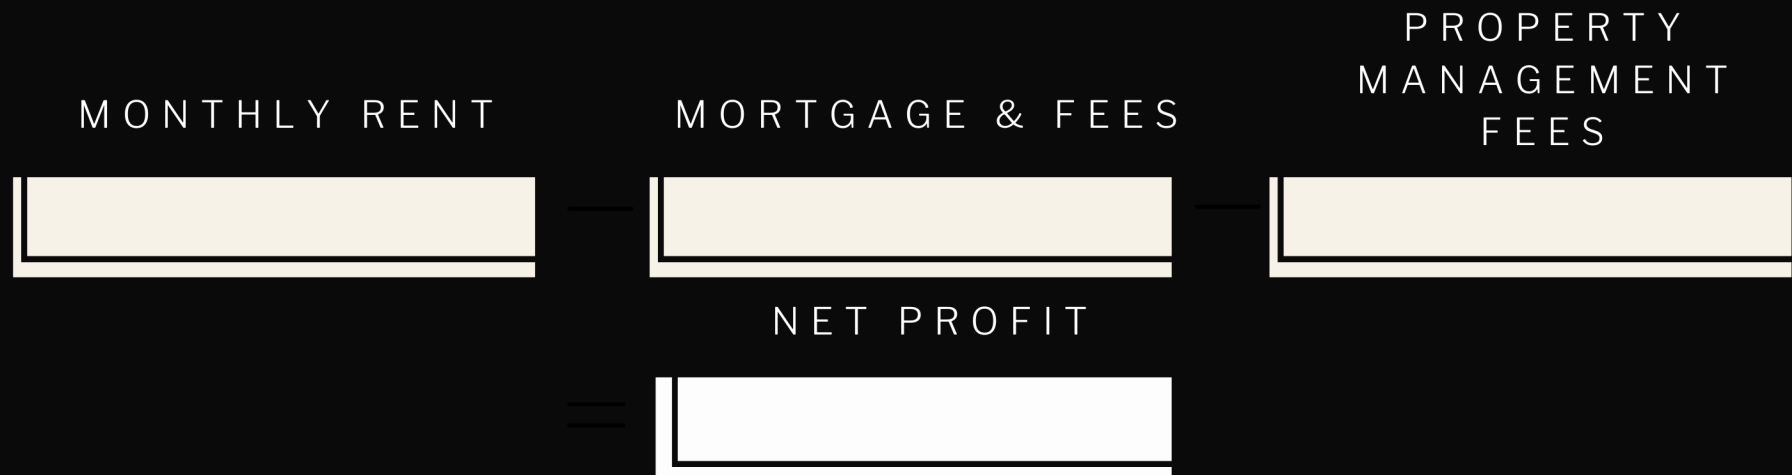 MONTHLY RENT
—
MORTGAGE & FEES
—
PROPERTY
MANAGEMENT
FEES
=
NET PROFIT